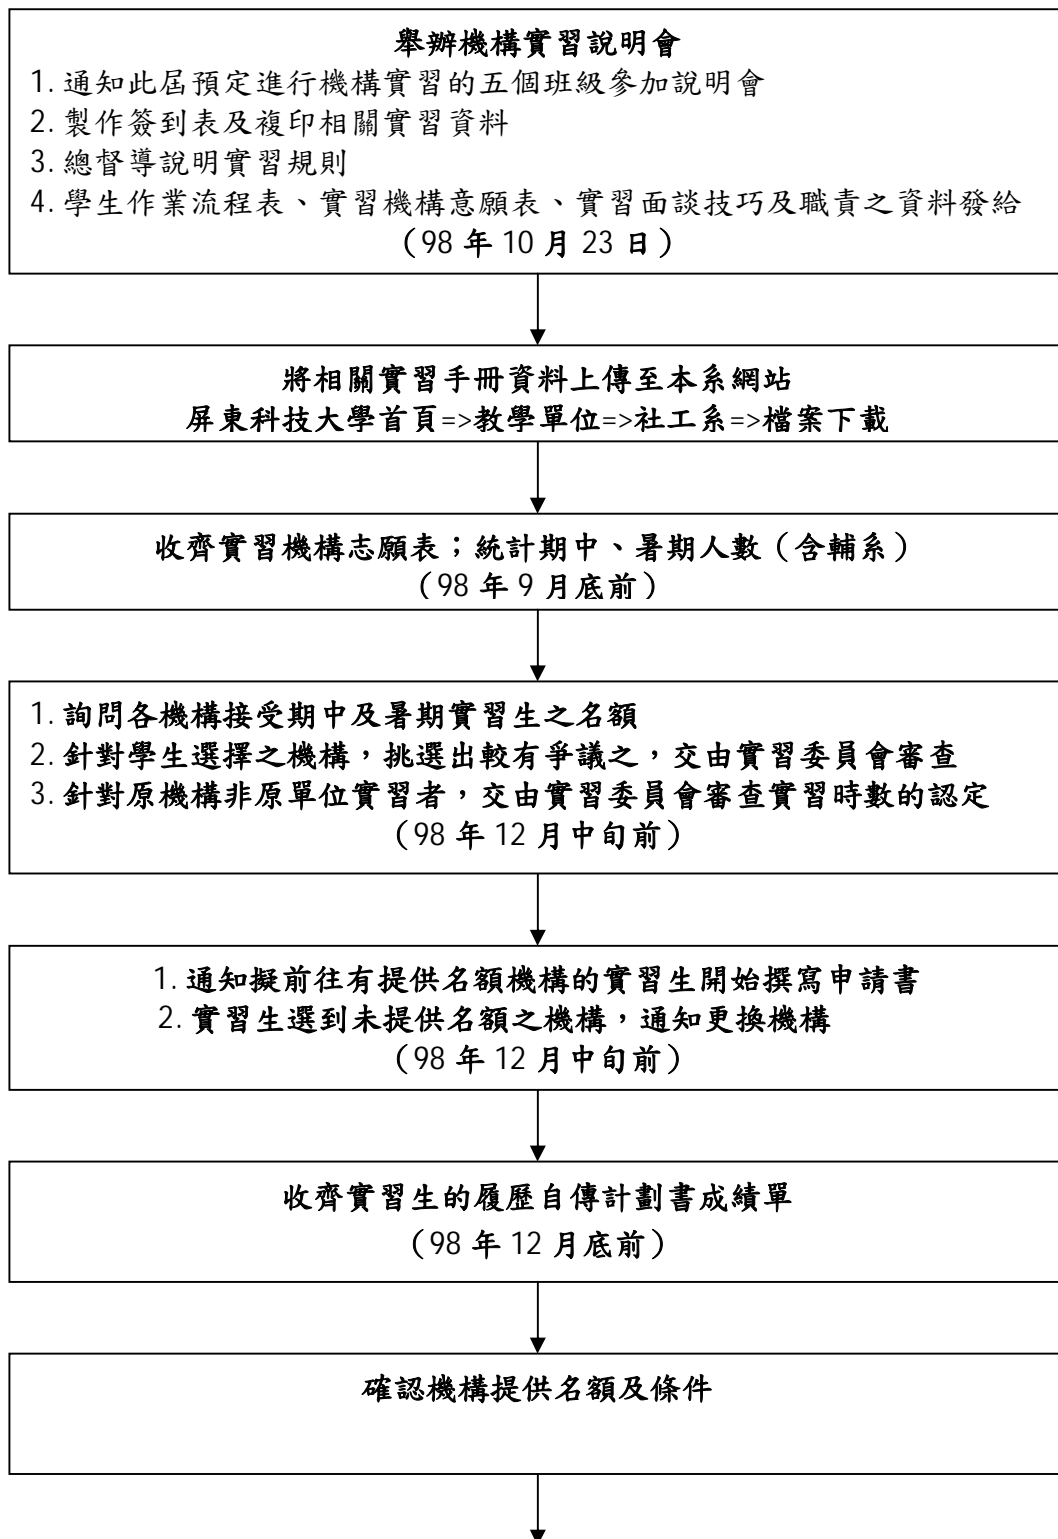 舉辦機構實習說明會
1. 通知此屆預定進行機構實習的五個班級參加說明會
2. 製作簽到表及複印相關實習資料
3. 總督導說明實習規則
4. 學生作業流程表、實習機構意願表、實習面談技巧及職責之資料發給
（98 年 10 月 23 日）
將相關實習手冊資料上傳至本系網站
屏東科技大學首頁=>教學單位=>社工系=>檔案下載
收齊實習機構志願表；統計期中、暑期人數（含輔系）
（98 年 9 月底前）
1. 詢問各機構接受期中及暑期實習生之名額
2. 針對學生選擇之機構，挑選出較有爭議之，交由實習委員會審查
3. 針對原機構非原單位實習者，交由實習委員會審查實習時數的認定
（98 年 12 月中旬前）
1. 通知擬前往有提供名額機構的實習生開始撰寫申請書
2. 實習生選到未提供名額之機構，通知更換機構
（98 年 12 月中旬前）
收齊實習生的履歷自傳計劃書成績單
（98 年 12 月底前）
確認機構提供名額及條件